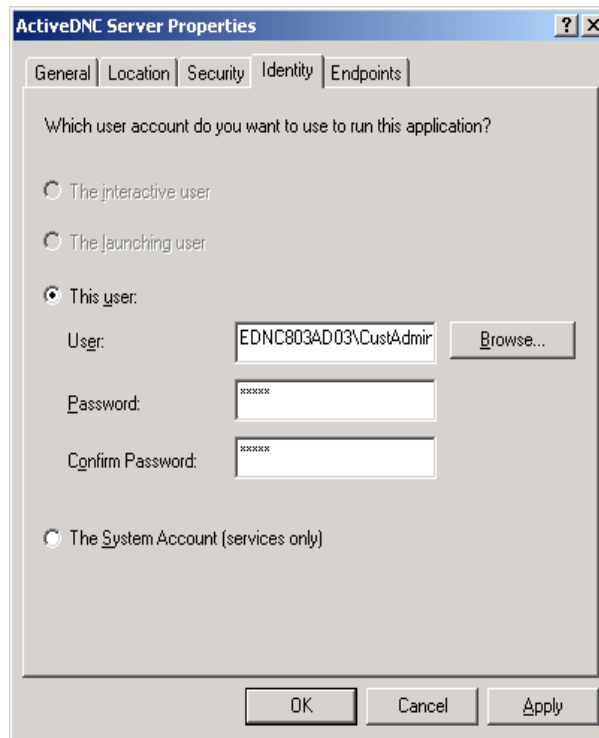 ActiveDNC Server Properties
General Location Security Identity Endpoints
Which user account do you want to use to run this application?
The interactive user
The launching user
This user:
User: EDNC803AD03\CustAdmin Browse...
Password: *****
Confirm Password: *****
The System Account (services only)
OK Cancel Apply